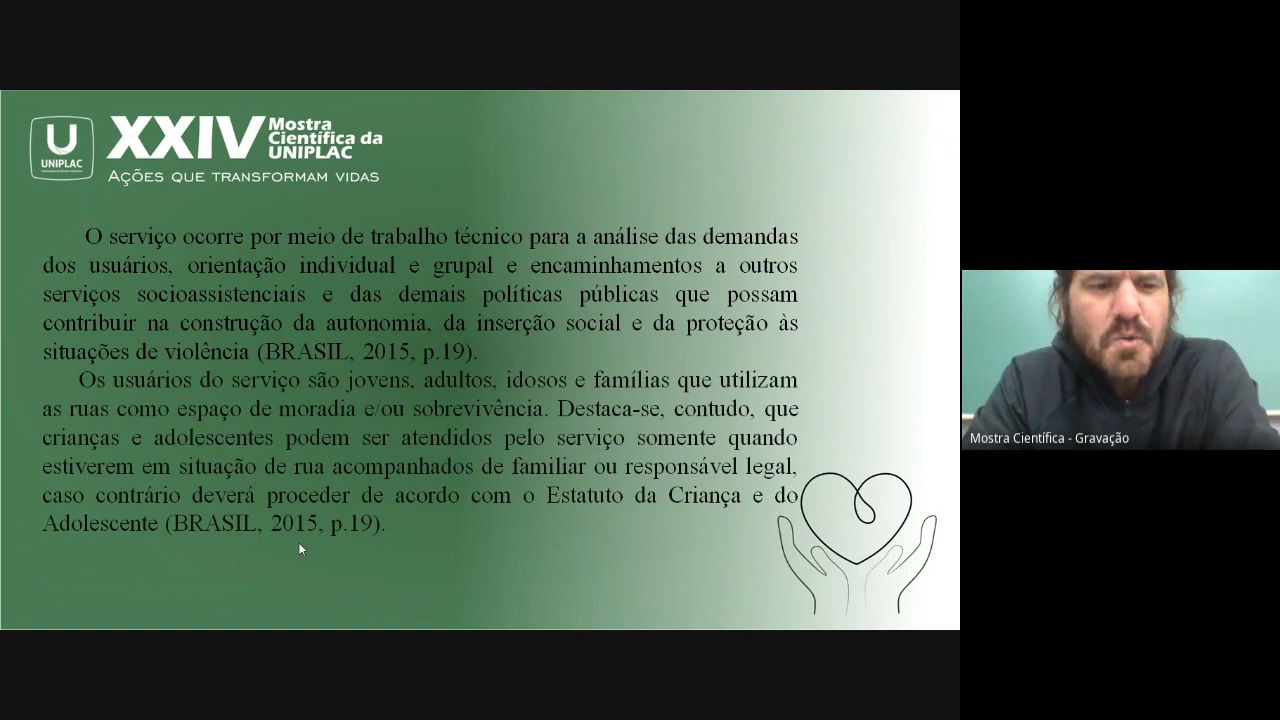 U
UNIPLAC
XXIV Mostra
Científica da
UNIPLAC
AÇÕES QUE TRANSFORMAM VIDAS
O serviço ocorre por meio de trabalho técnico para a análise das demandas
dos usuários, orientação individual e grupal e encaminhamentos a outros
serviços socioassistenciais e das demais políticas públicas que possam
contribuir na construção da autonomia, da inserção social e da proteção às
situações de violência (BRASIL, 2015, p.19).
Os usuários do serviço são jovens, adultos, idosos e famílias que utilizam
as ruas como espaço de moradia e/ou sobrevivência. Destaca-se, contudo, que
crianças e adolescentes podem ser atendidos pelo serviço somente quando
estiverem em situação de rua acompanhados de familiar ou responsável legal,
caso contrário deverá proceder de acordo com o Estatuto da Criança e do
Adolescente (BRASIL, 2015, p.19).
Mostra Científica - Gravação